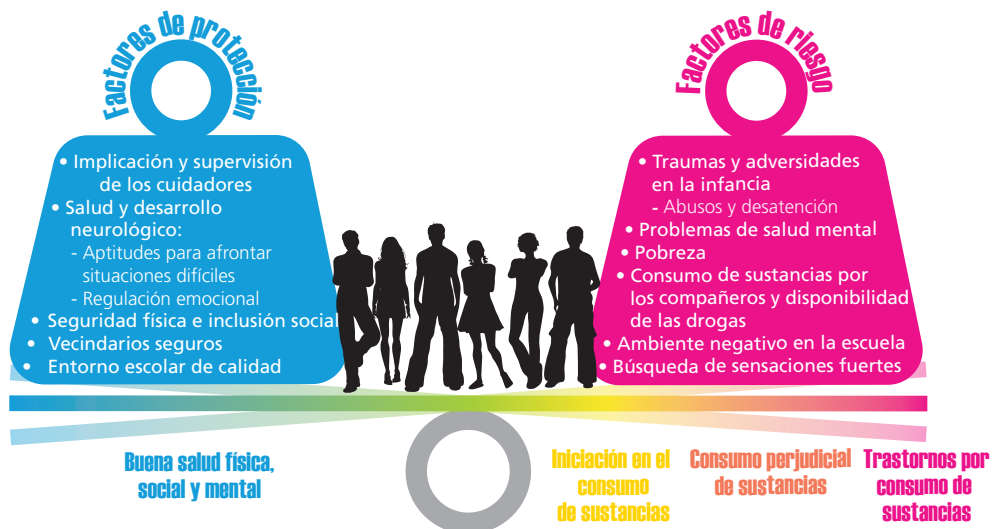 Factores de protección
• Implicación y supervisión
de los cuidadores
• Salud y desarrollo
neurológico:
- Aptitudes para afrontar
situaciones difíciles
- Regulación emocional
• Seguridad física e inclusión social
• Vecindarios seguros
• Entorno escolar de calidad
Factores de riesgo
• Traumas y adversidades
en la infancia
- Abusos y desatención
• Problemas de salud mental
• Pobreza
• Consumo de sustancias por
los compañeros y disponibilidad
de las drogas
• Ambiente negativo en la escuela
• Búsqueda de sensaciones fuertes
Buena salud física,
social y mental
Iniciación en el
consumo
de sustancias
Consumo perjudicial
de sustancias
Trastornos por
consumo de
sustancias